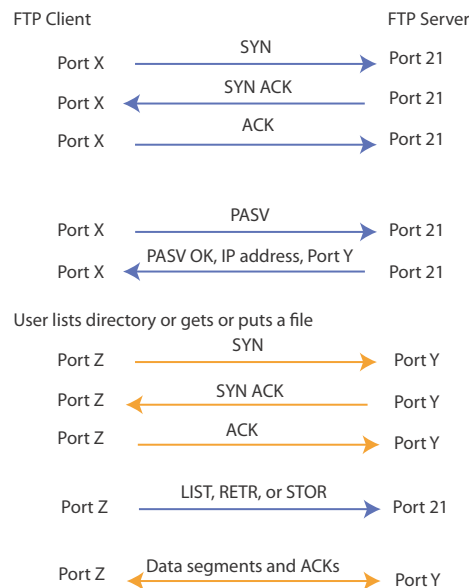 FTP Client FTP Server
Port X SYN Port 21
Port X SYN ACK Port 21
Port X ACK Port 21
Port X PASV Port 21
Port X PASV OK, IP address, Port Y Port 21
User lists directory or gets or puts a file
Port Z SYN Port Y
Port Z SYN ACK Port Y
Port Z ACK Port Y
Port Z LIST, RETR, or STOR Port 21
Port Z Data segments and ACKs Port Y